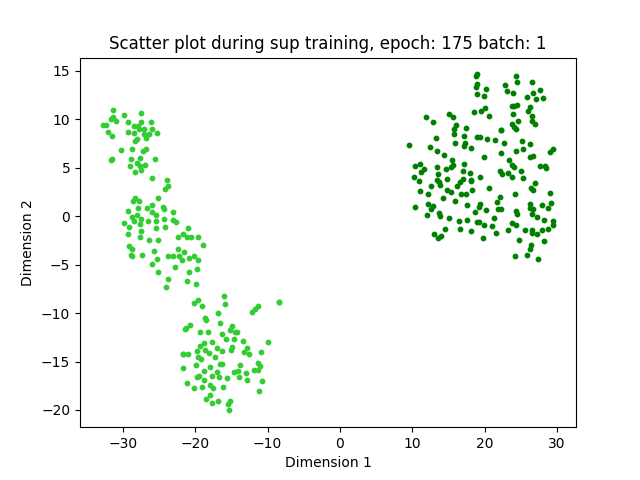 Scatter plot during sup training, epoch: 175 batch: 1
15
10
5
0
−5
−10
−15
−20
Dimension 2
−30 −20 −10 0 10 20 30
Dimension 1